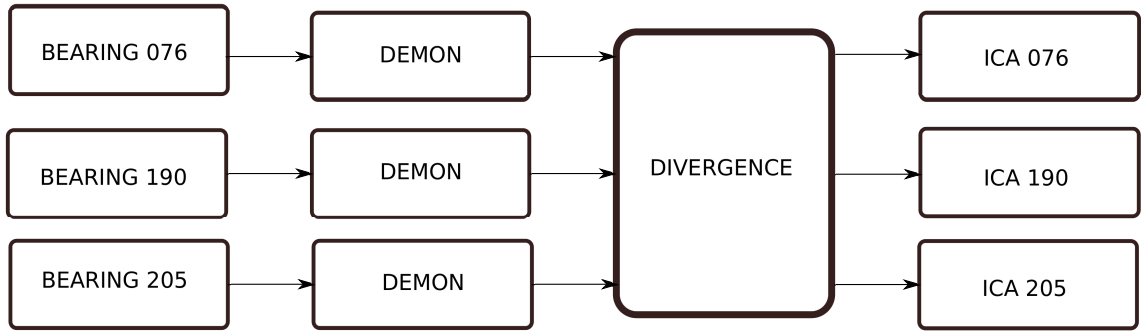 BEARING 076
DEMON
ICA 076
BEARING 190
DEMON
DIVERGENCE
ICA 190
BEARING 205
DEMON
ICA 205